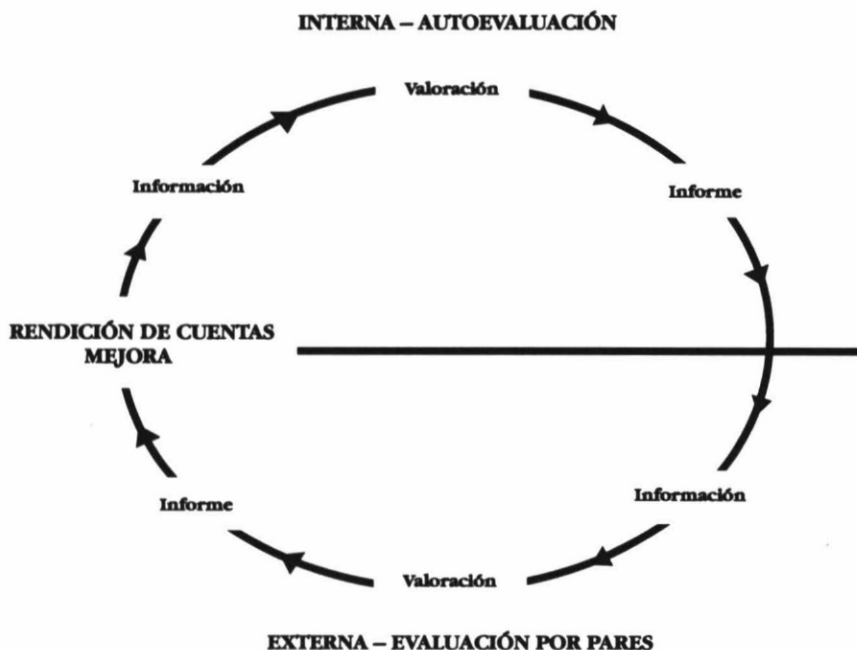 INTERNA – AUTOEVALUACIÓN
Valoración
Información
Informe
RENDICIÓN DE CUENTAS
MEJORA
Informe
Información
Valoración
EXTERNA – EVALUACIÓN POR PARES